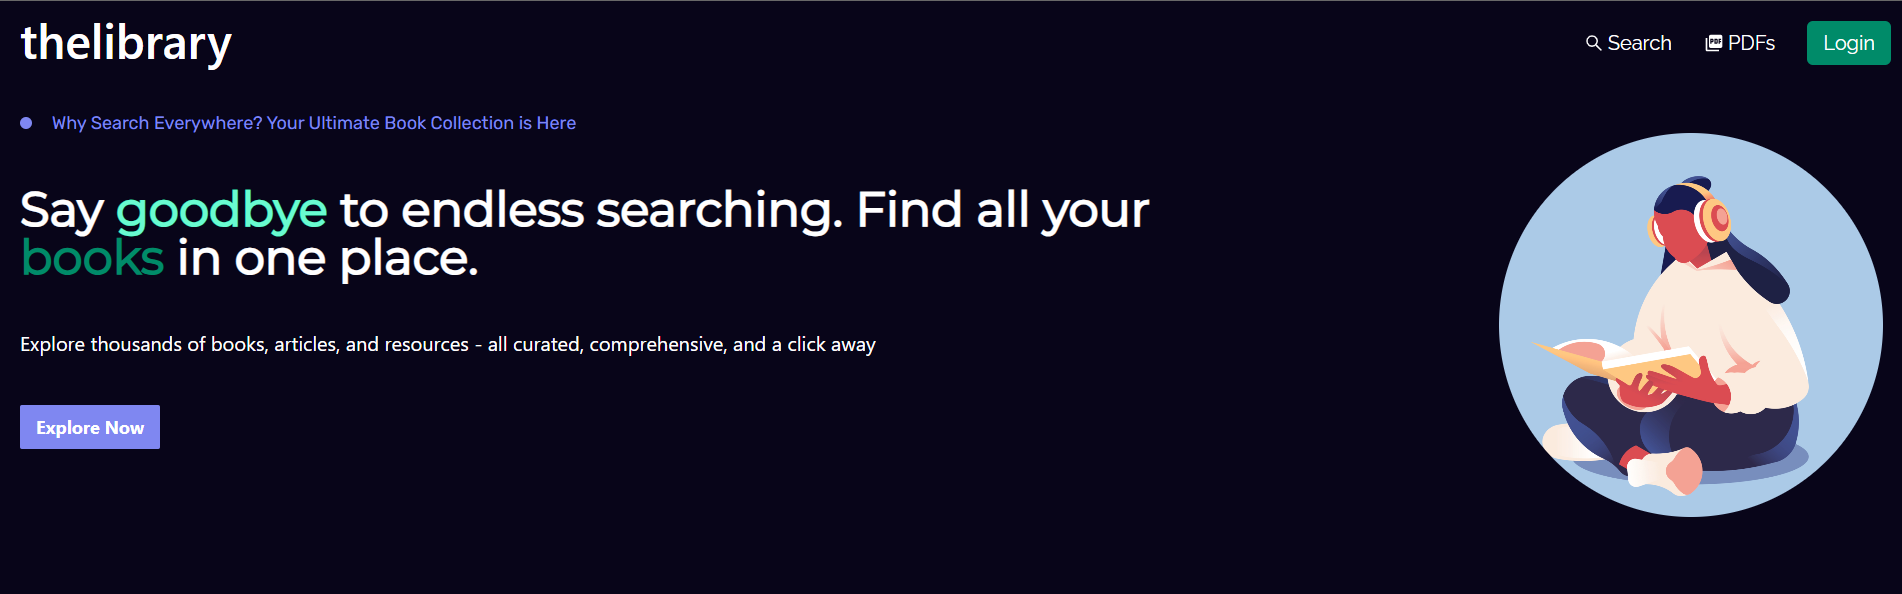 thelibrary
Search
PDF
PDFs
Login
Why Search Everywhere? Your Ultimate Book Collection is Here
Say goodbye to endless searching. Find all your
books in one place.
Explore thousands of books, articles, and resources - all curated, comprehensive, and a click away
Explore Now